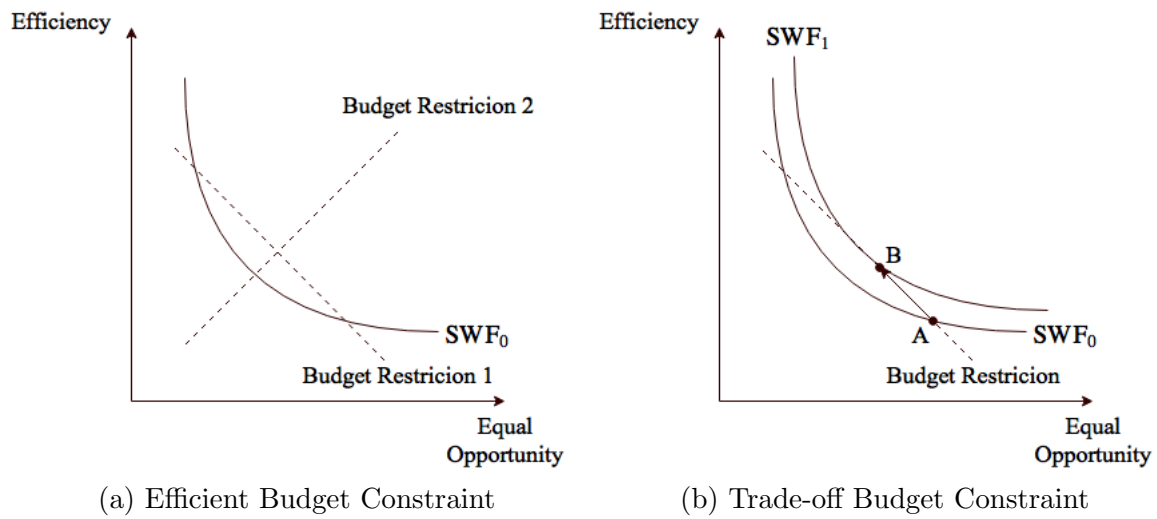 Efficiency
Budget Restricion 2
SWF0
Budget Restricion 1
Equal
Opportunity
(a) Efficient Budget Constraint
Efficiency
SWF1
B
A
SWF0
Budget Restricion
Equal
Opportunity
(b) Trade-off Budget Constraint